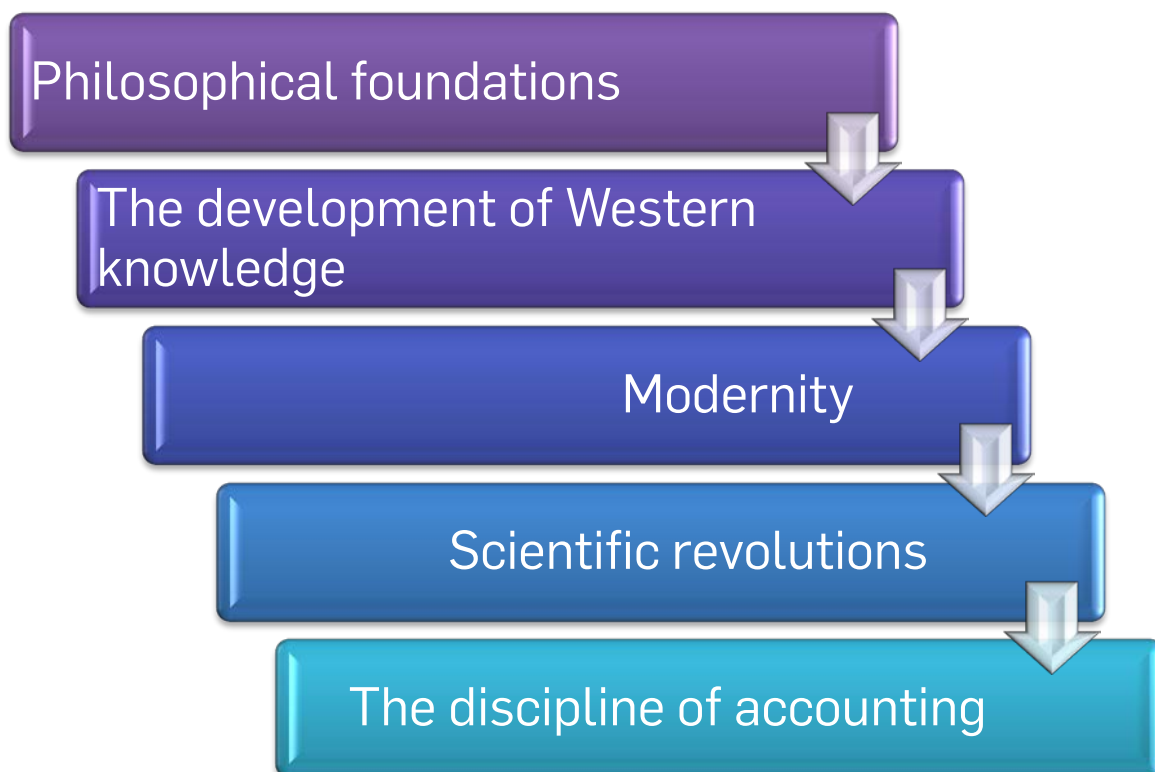 Philosophical foundations
The development of Western
knowledge
Modernity
Scientific revolutions
The discipline of accounting